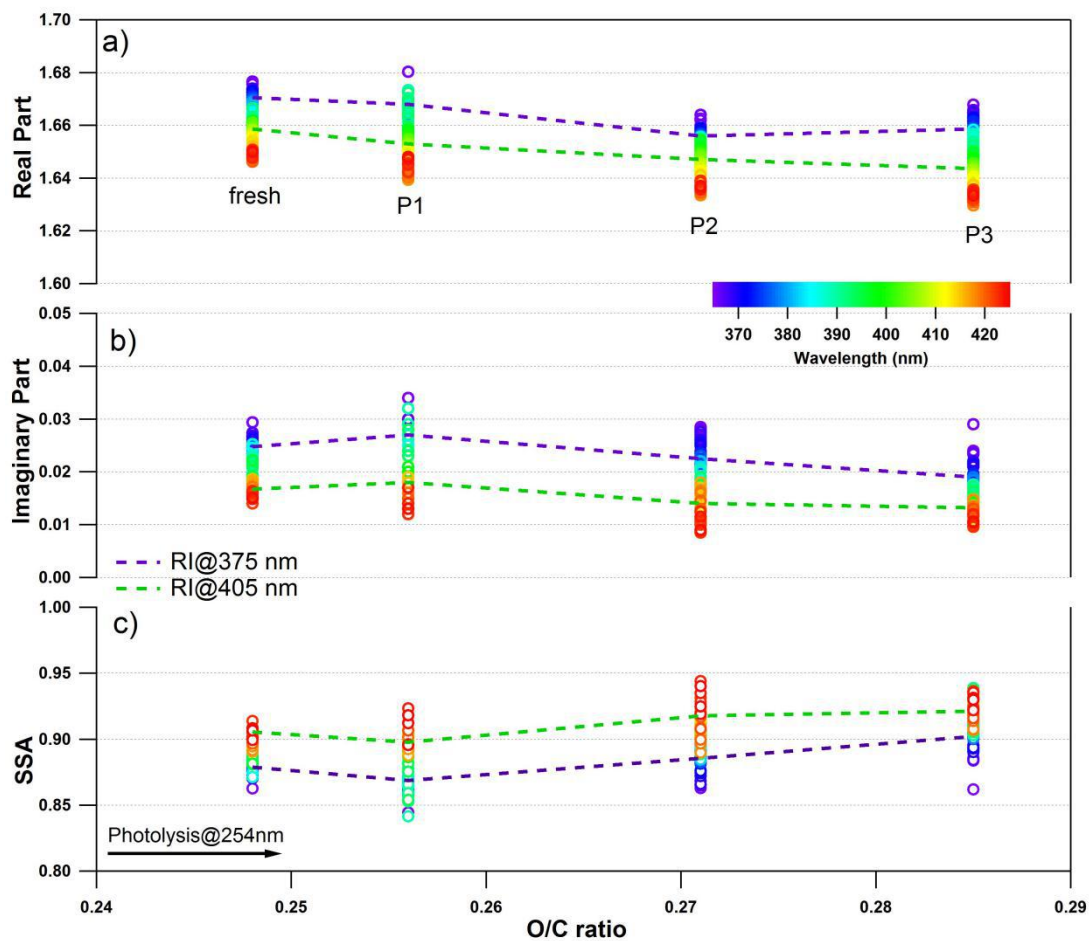 a)
1.70
1.68
1.66
1.64
1.62
1.60
Real Part
fresh
P1
P2
P3
370 380 390 400 410 420
Wavelength (nm)
b)
0.05
0.04
0.03
0.02
0.01
0.00
Imaginary Part
RI@375 nm
RI@405 nm
c)
1.00
0.95
0.90
0.85
0.80
SSA
Photolysis@254nm
0.24 0.25 0.26 0.27 0.28 0.29
O/C ratio